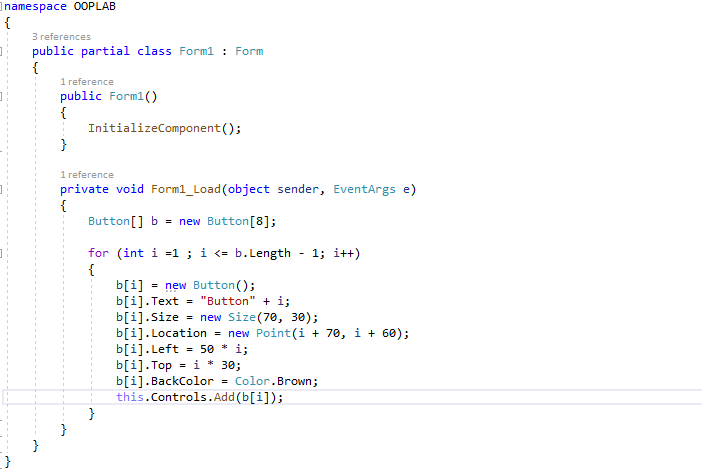 namespace OOPLAB
{
3 references
public partial class Form1 : Form
{
1 reference
public Form1()
{
InitializeComponent();
}
1 reference
private void Form1_Load(object sender, EventArgs e)
{
Button[] b = new Button[8];
for (int i =1 ; i <= b.Length - 1; i++)
{
b[i] = new Button();
b[i].Text = "Button" + i;
b[i].Size = new Size(70, 30);
b[i].Location = new Point(i + 70, i + 60);
b[i].Left = 50 * i;
b[i].Top = i * 30;
b[i].BackColor = Color.Brown;
this.Controls.Add(b[i]);
}
}
}
}